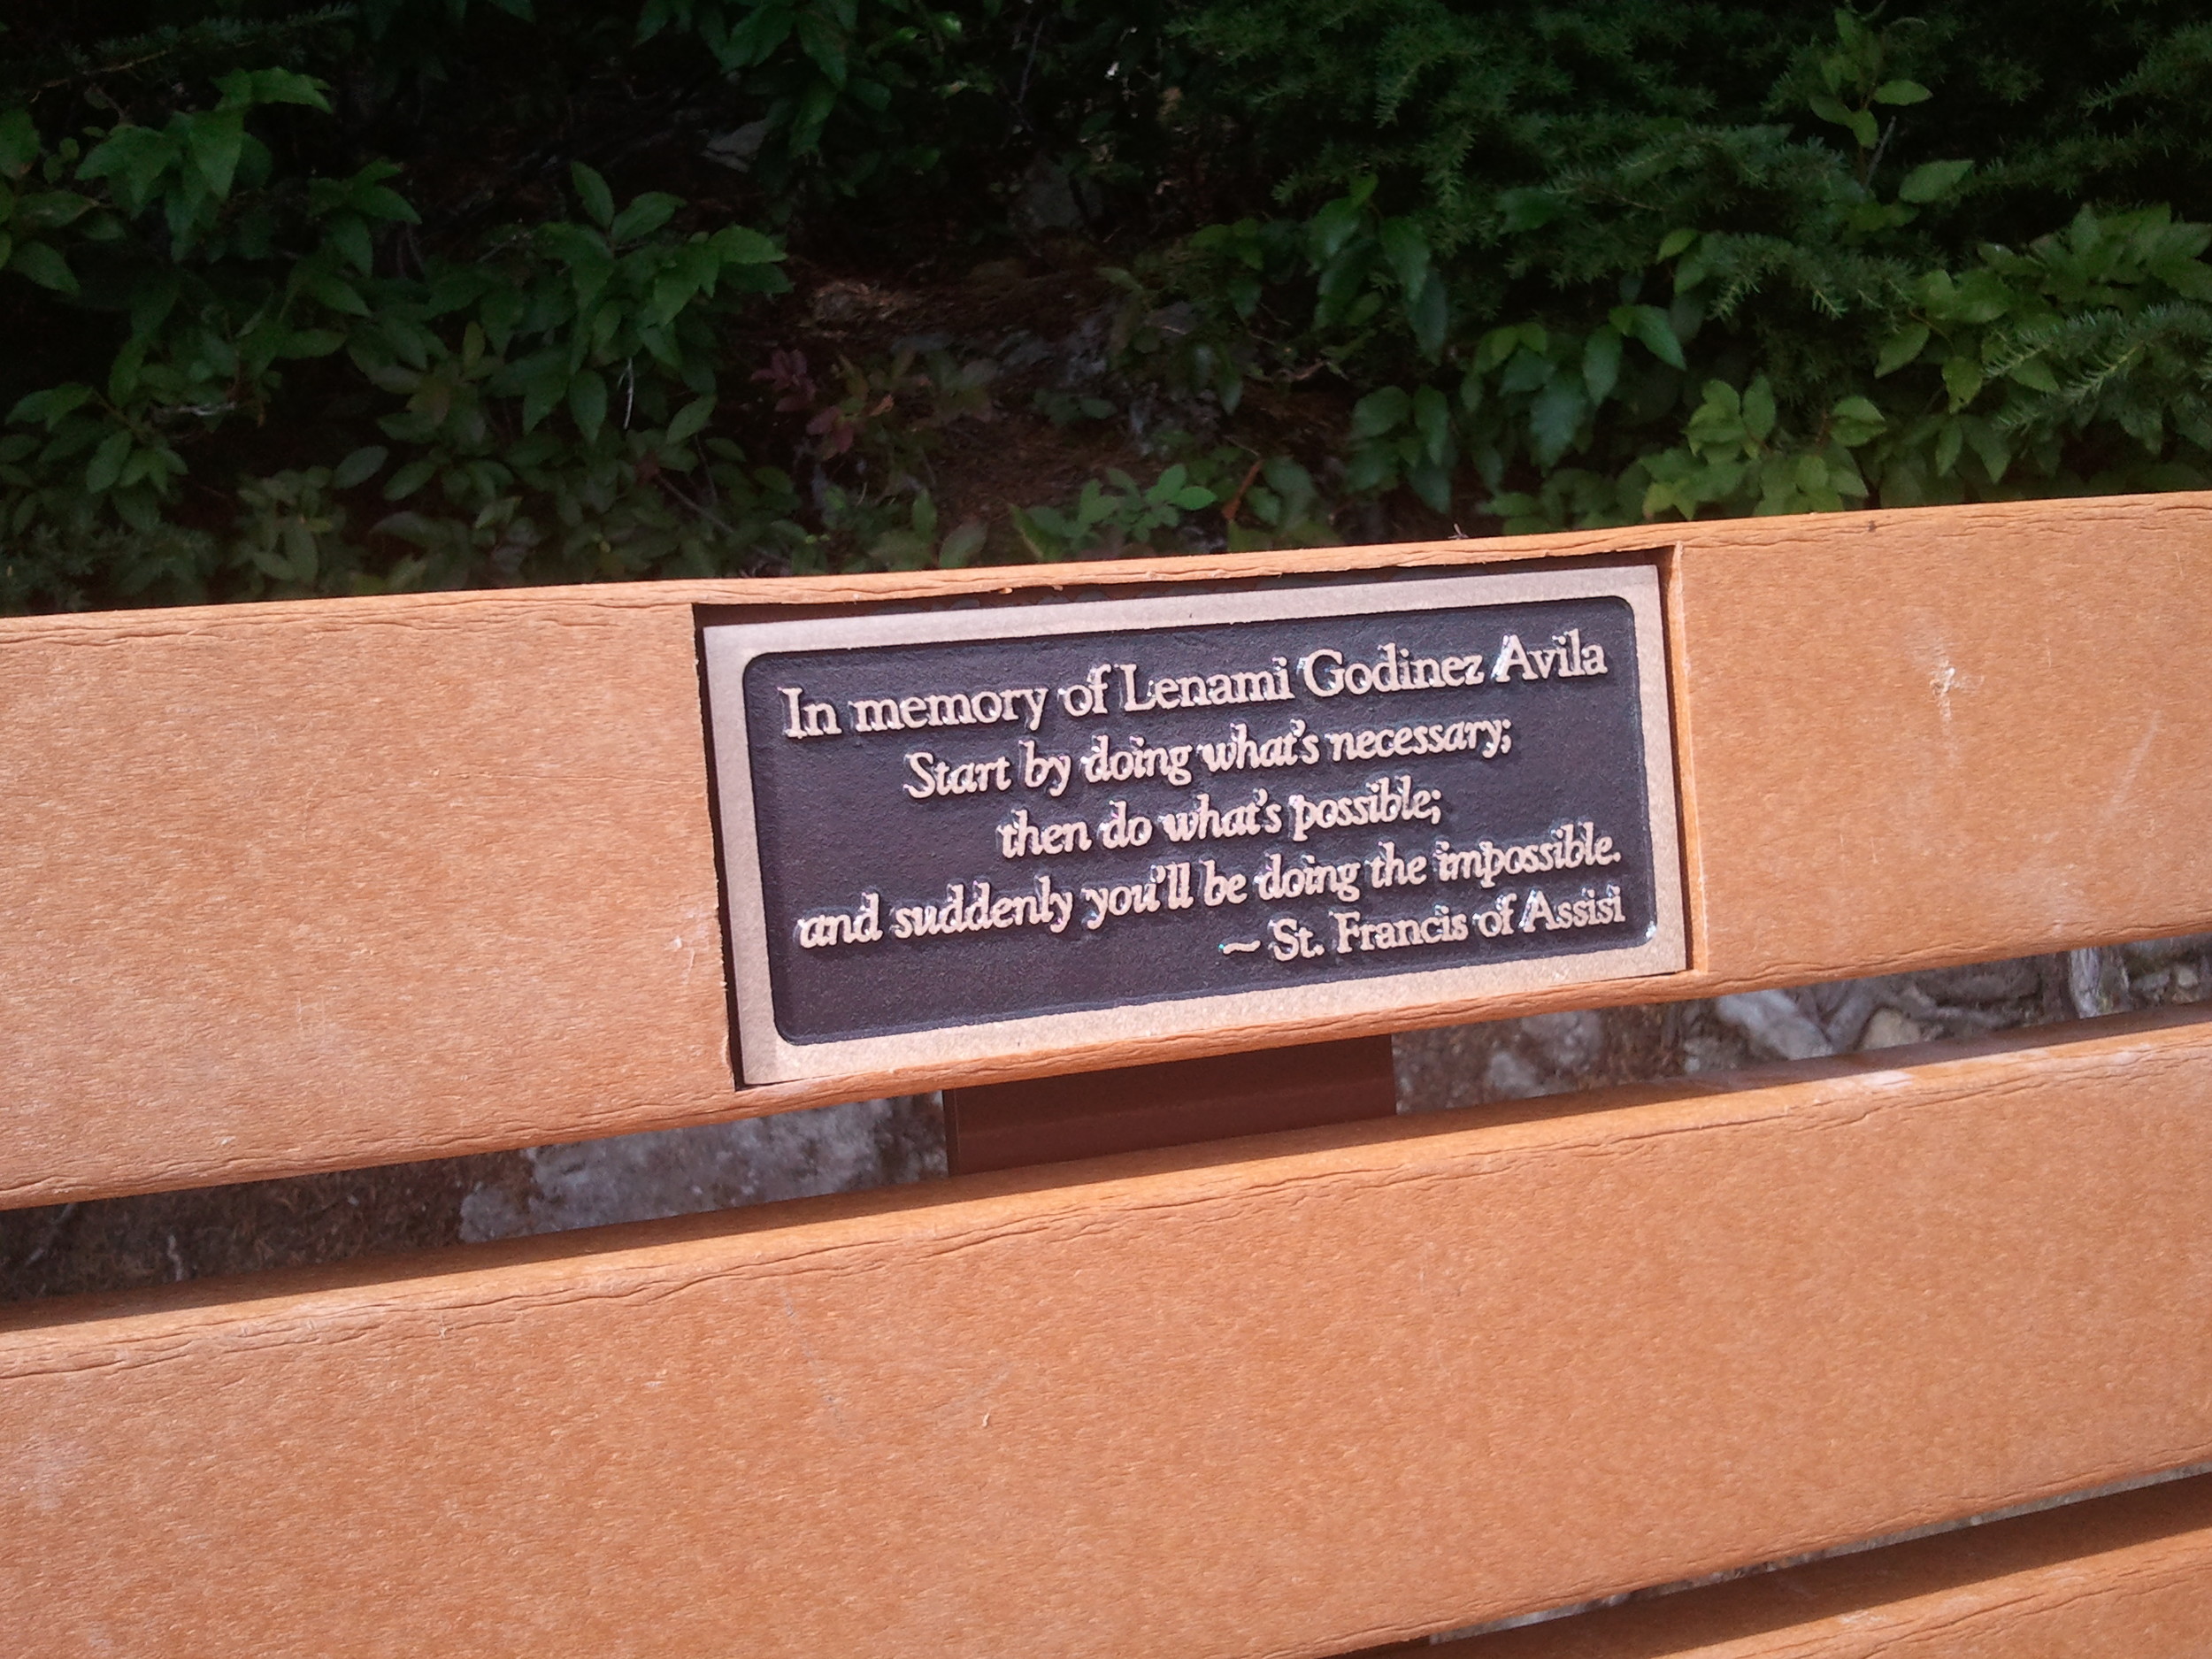 In memory of Lenami Godinez Avila
Start by doing what's necessary;
then do what's possible;
and suddenly you'll be doing the impossible.
~ St. Francis of Assisi